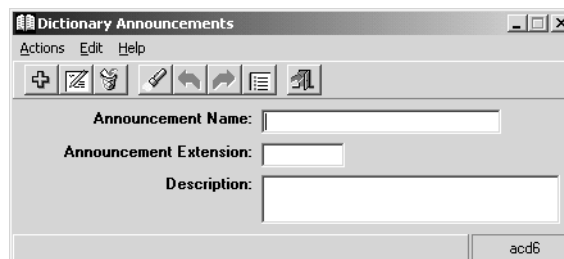 Dictionary Announcements
Actions Edit Help
Announcement Name:
Announcement Extension:
Description:
acd6